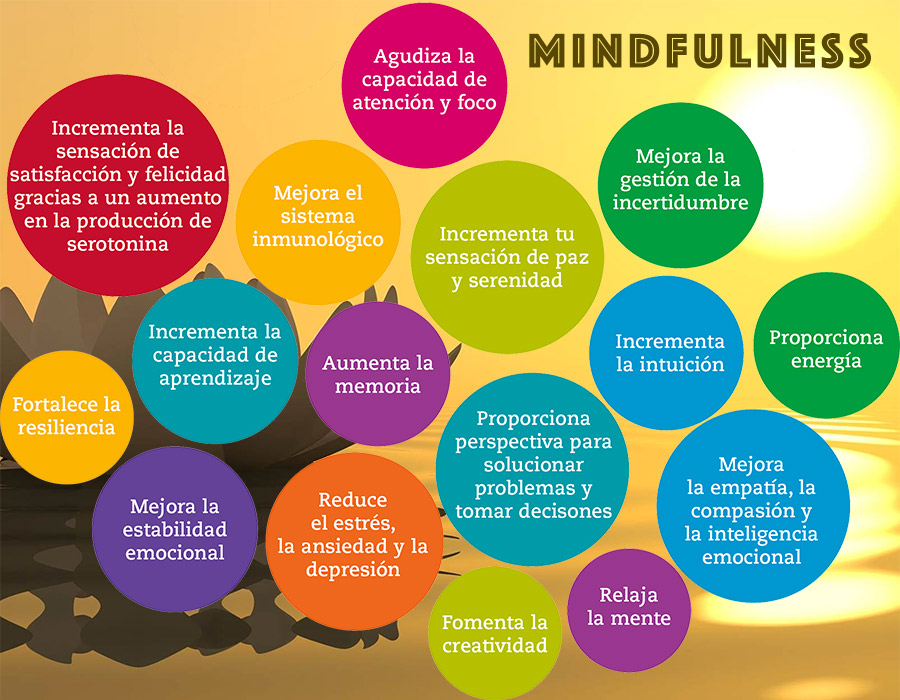 MINDFULNESS
Agudiza la
capacidad de
atención y foco
Incrementa la
sensación de
satisfacción y felicidad
gracias a un aumento
en la producción de
serotonina
Mejora el
sistema
inmunológico
Incrementa tu
sensación de paz
y serenidad
Mejora la
gestión de la
incertidumbre
Incrementa la
capacidad de
aprendizaje
Aumenta la
memoria
Incrementa
la intuición
Proporciona
energía
Fortalece la
resiliencia
Proporciona
perspectiva para
solucionar
problemas y
tomar decisones
Mejora
la empatía, la
compasión y
la inteligencia
emocional
Mejora la
estabilidad
emocional
Reduce
el estrés,
la ansiedad y la
depresión
Fomenta la
creatividad
Relaja
la mente